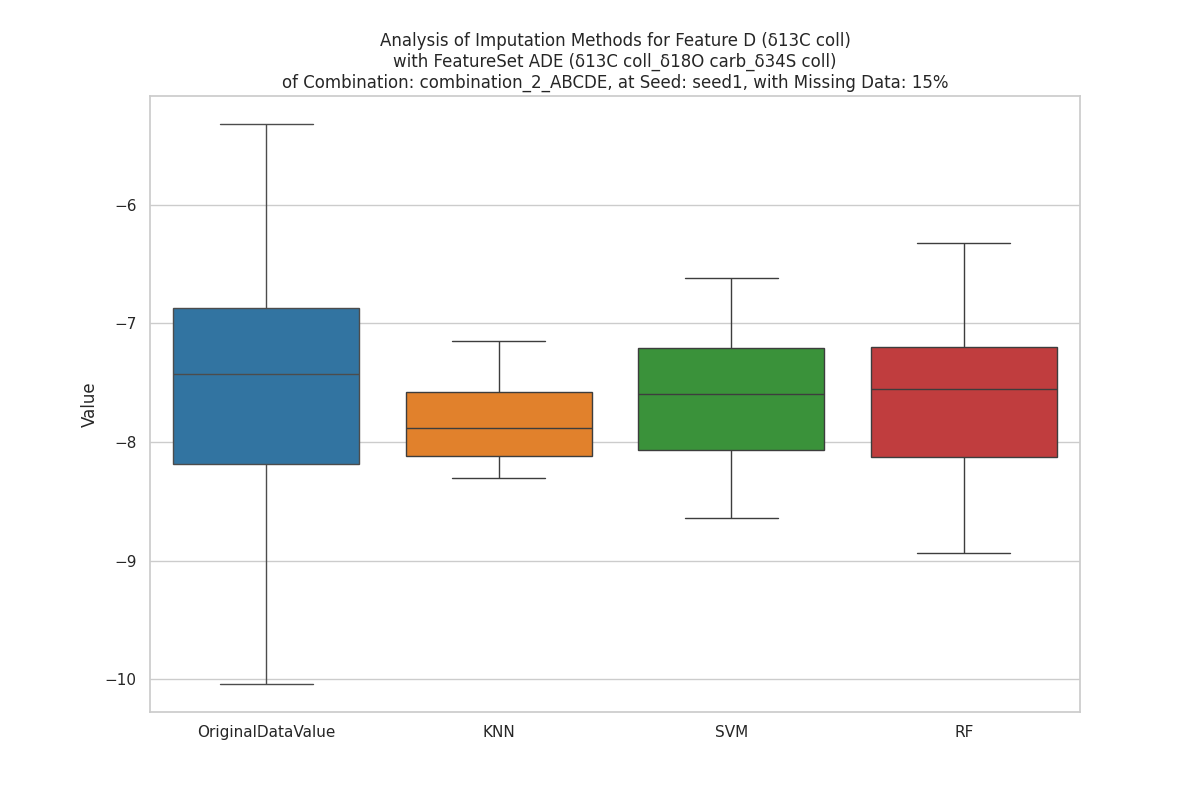 Analysis of Imputation Methods for Feature D (δ13C coll)
with FeatureSet ADE (δ13C coll_δ18O carb_δ34S coll)
of Combination: combination_2_ABCDE, at Seed: seed1, with Missing Data: 15%
Value
−6
−7
−8
−9
−10
OriginalDataValue
KNN
SVM
RF